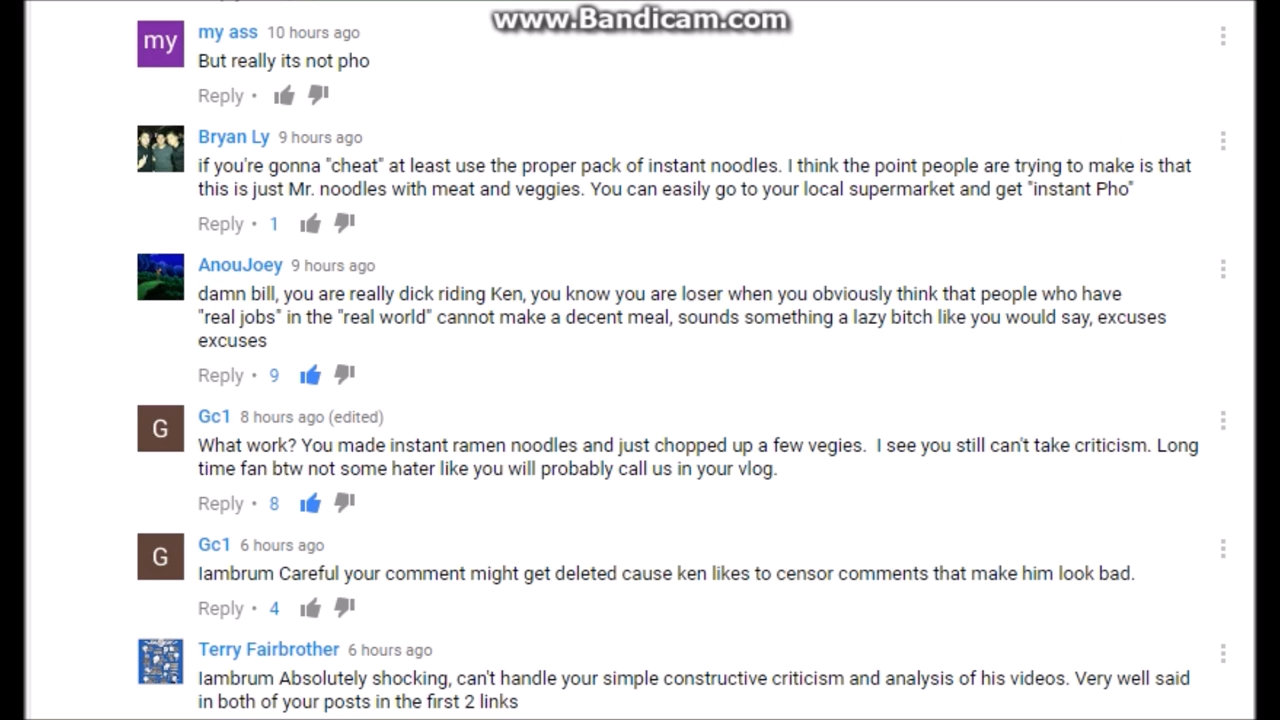 www.Bandicam.com
my
my ass 10 hours ago
But really its not pho
Reply •
Bryan Ly 9 hours ago
if you're gonna "cheat" at least use the proper pack of instant noodles. I think the point people are trying to make is that
this is just Mr. noodles with meat and veggies. You can easily go to your local supermarket and get "instant Pho"
Reply • 1
AnouJoey 9 hours ago
damn bill, you are really dick riding Ken, you know you are loser when you obviously think that people who have
"real jobs" in the "real world" cannot make a decent meal, sounds something a lazy bitch like you would say, excuses
excuses
Reply • 9
G
Gc1 8 hours ago (edited)
What work? You made instant ramen noodles and just chopped up a few vegies. I see you still can't take criticism. Long
time fan btw not some hater like you will probably call us in your vlog.
Reply • 8
G
Gc1 6 hours ago
Iambrum Careful your comment might get deleted cause ken likes to censor comments that make him look bad.
Reply • 4
Terry Fairbrother 6 hours ago
Iambrum Absolutely shocking, can't handle your simple constructive criticism and analysis of his videos. Very well said
in both of your posts in the first 2 links